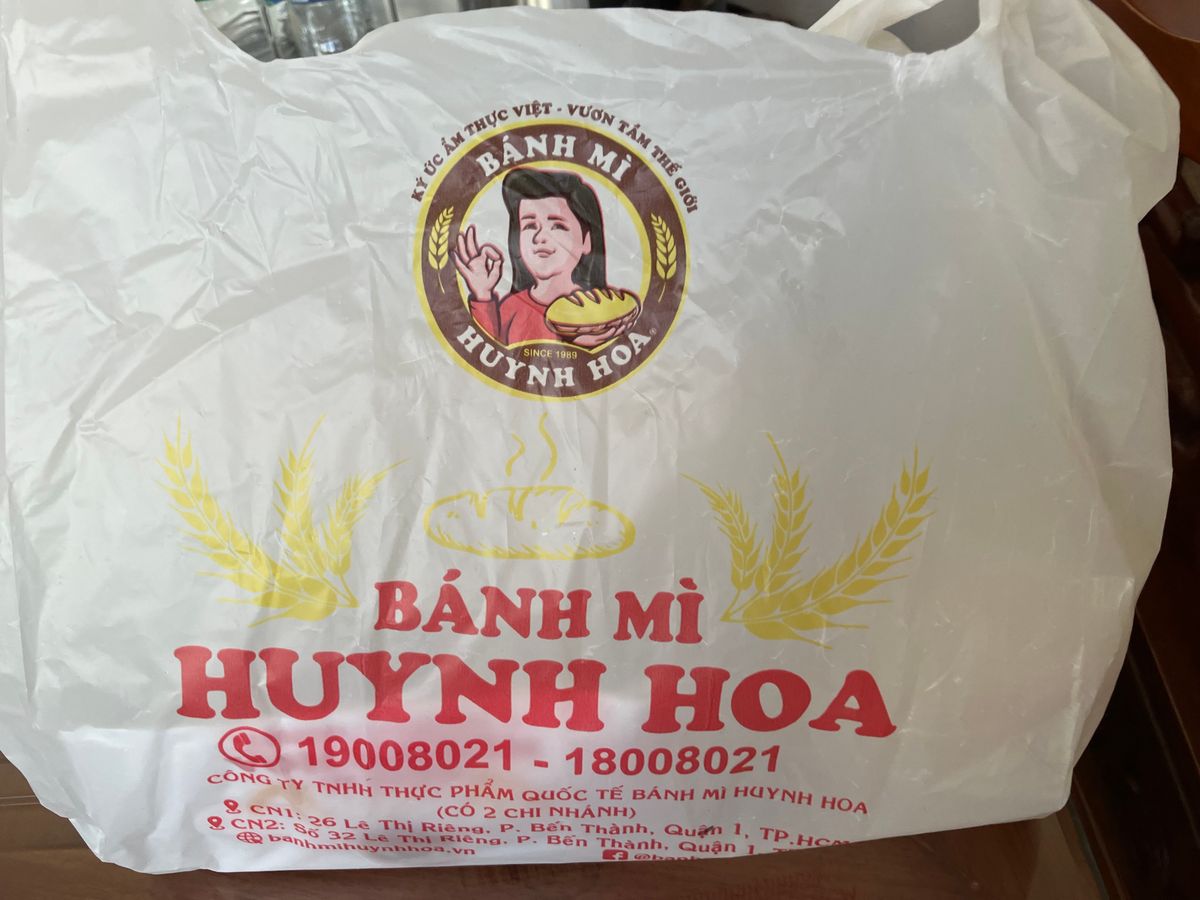 KÝ ỨC ẨM THỰC VIỆT - VƯƠN TẦM THẾ GIỚI
BÁNH MÌ
SINCE 1989
HUYNH HOA®
BÁNH MÌ
HUYNH HOA
19008021 - 18008021
CÔNG TY TNHH THỰC PHẨM QUỐC TẾ BÁNH MÌ HUYNH HOA
(CÓ 2 CHI NHÁNH)
CN1: 26 Lê Thị Riêng, P. Bến Thành, Quận 1, TP.HCM
CN2: Số 32 Lê Thị Riêng, P. Bến Thành, Quận 1,
banhmihuynhhoa.vn